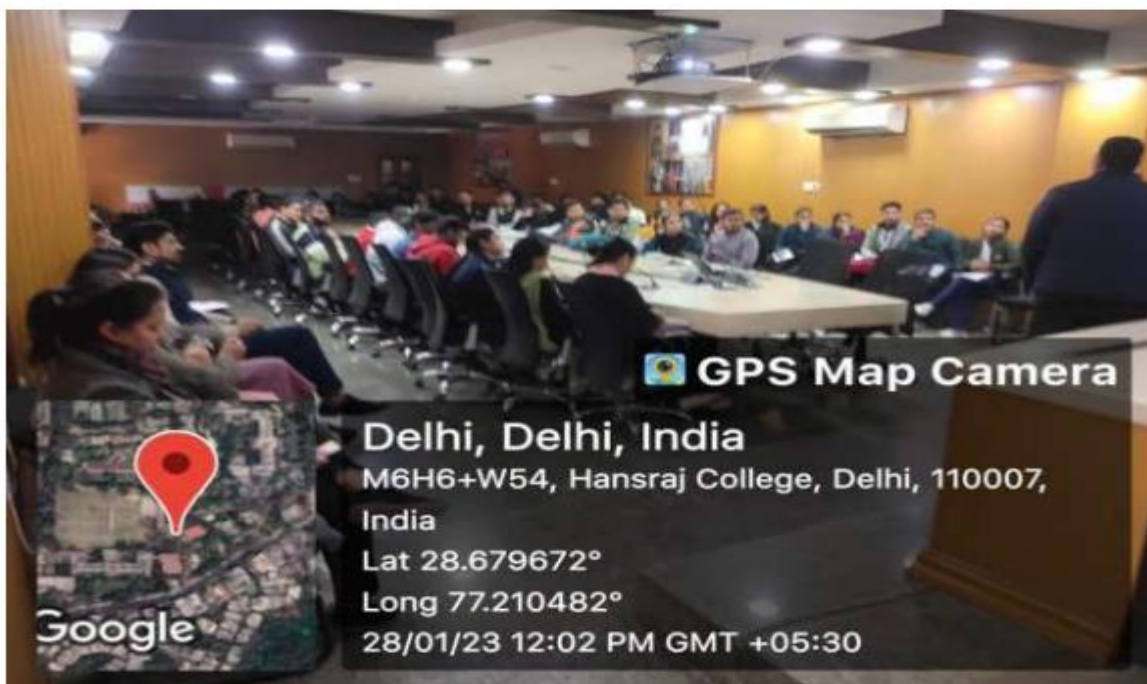 GPS Map Camera
Delhi, Delhi, India
M6H6+W54, Hansraj College, Delhi, 110007,
India
Lat 28.679672°
Long 77.210482°
28/01/23 12:02 PM GMT +05:30
Google